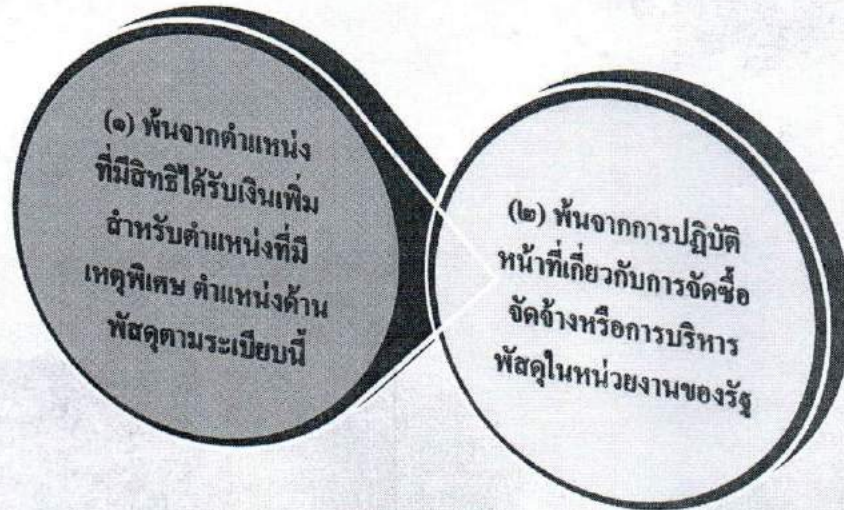 (๑) พ้นจากตำแหน่ง
ที่มีสิทธิได้รับเงินเพิ่ม
สำหรับตำแหน่งที่มี
เหตุพิเศษ ตำแหน่งด้าน
พัสดุตามระเบียบนี้
(๒) พ้นจากการปฏิบัติ
หน้าที่เกี่ยวกับการจัดซื้อ
จัดจ้างหรือการบริหาร
พัสดุในหน่วยงานของรัฐ